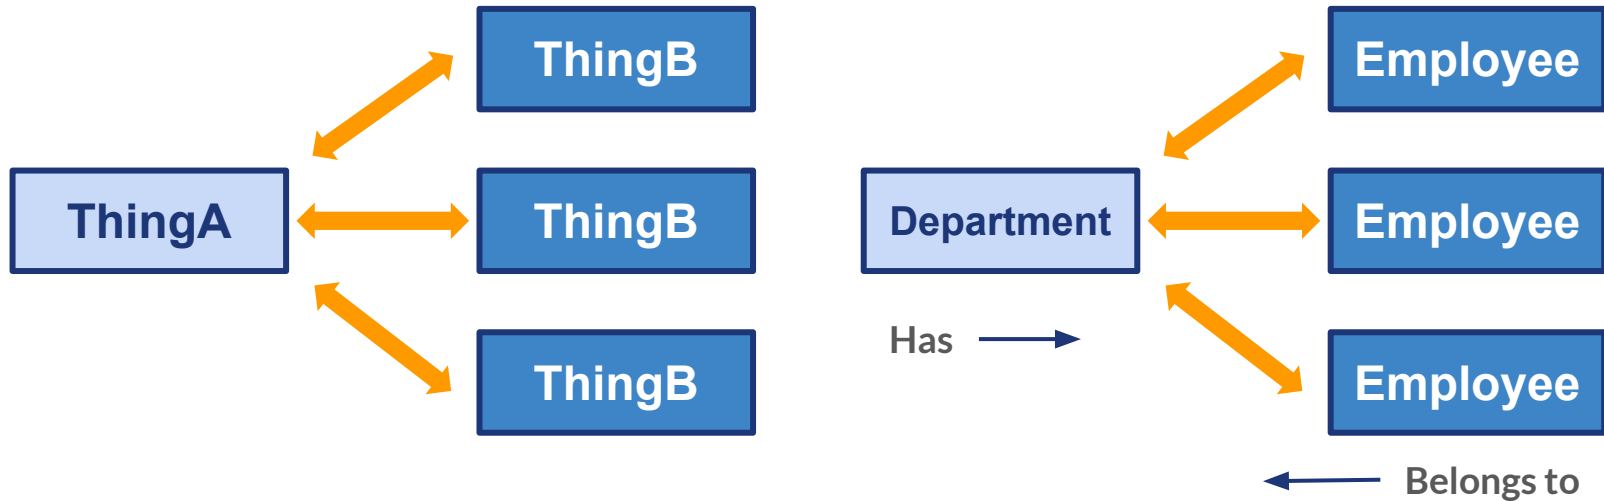 ThingB
ThingA
ThingB
ThingB
Employee
Department
Employee
Has
Employee
Belongs to